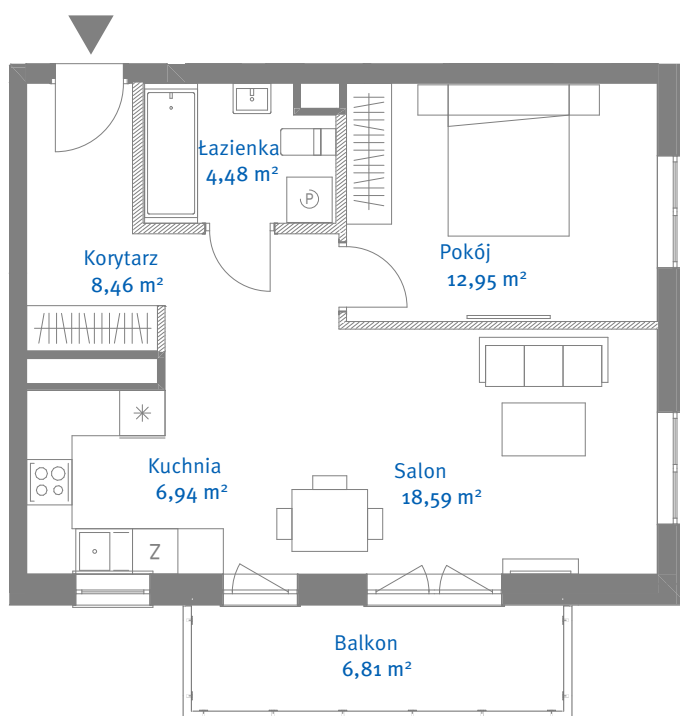 Łazienka
4,48 m²
P
Korytarz
8,46 m²
Pokój
12,95 m²
Kuchnia
6,94 m²
Salon
18,59 m²
Z
Balkon
6,81 m²